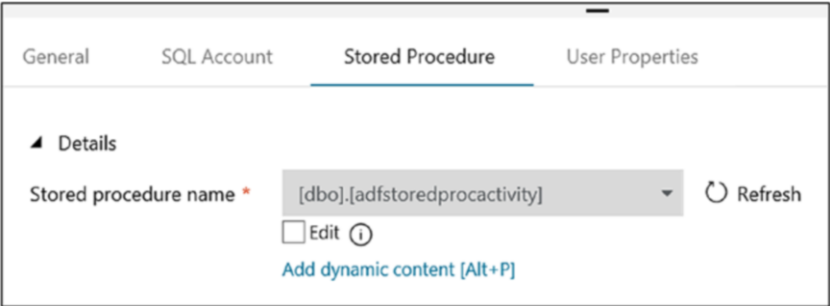 General SQL Account Stored Procedure User Properties
Details
Stored procedure name * [dbo].[adfstoredprocactivity] Refresh
Edit
Add dynamic content [Alt+P]